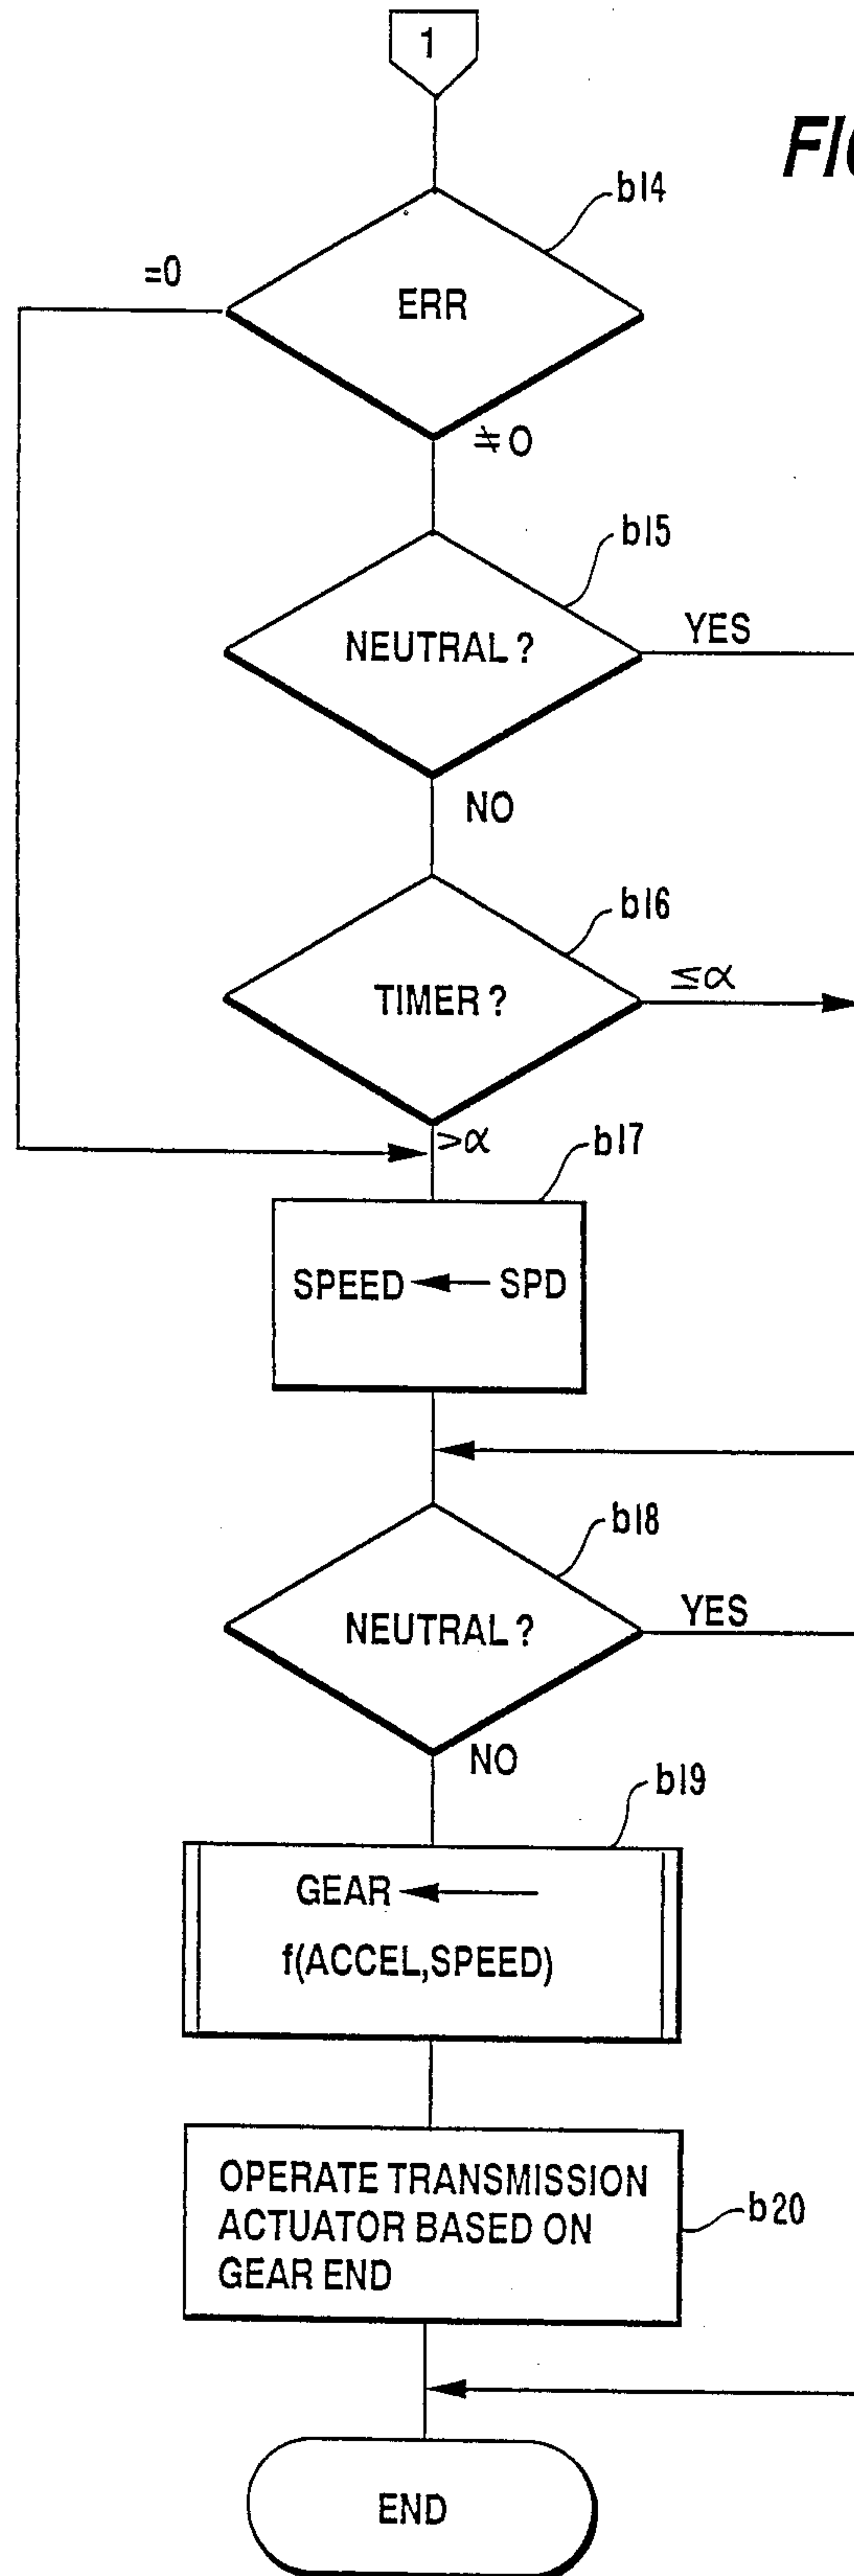 1
FIG
b14
=0
ERR
≠0
b15
NEUTRAL ?
YES
NO
b16
TIMER ?
≤α
>α
b17
SPEED ← SPD
b18
NEUTRAL ?
YES
NO
b19
GEAR ←
f(ACCEL,SPEED)
OPERATE TRANSMISSION
ACTUATOR BASED ON
GEAR END
b20
END